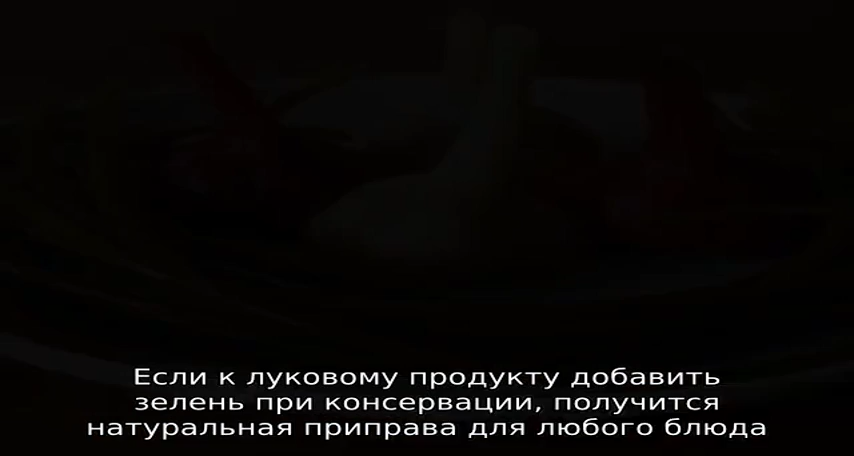 Если к луковому продукту добавить
зелень при консервации, получится
натуральная приправа для любого блюда